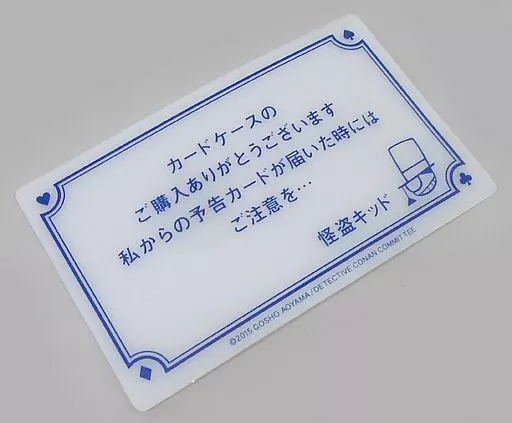 カードケースの
ご購入ありがとうございます
私からの予告カードが届いた時には
ご注意を…
怪盗キッド
©2015 GOSHO AOYAMA/DETECTIVE CONAN COMMITTEE